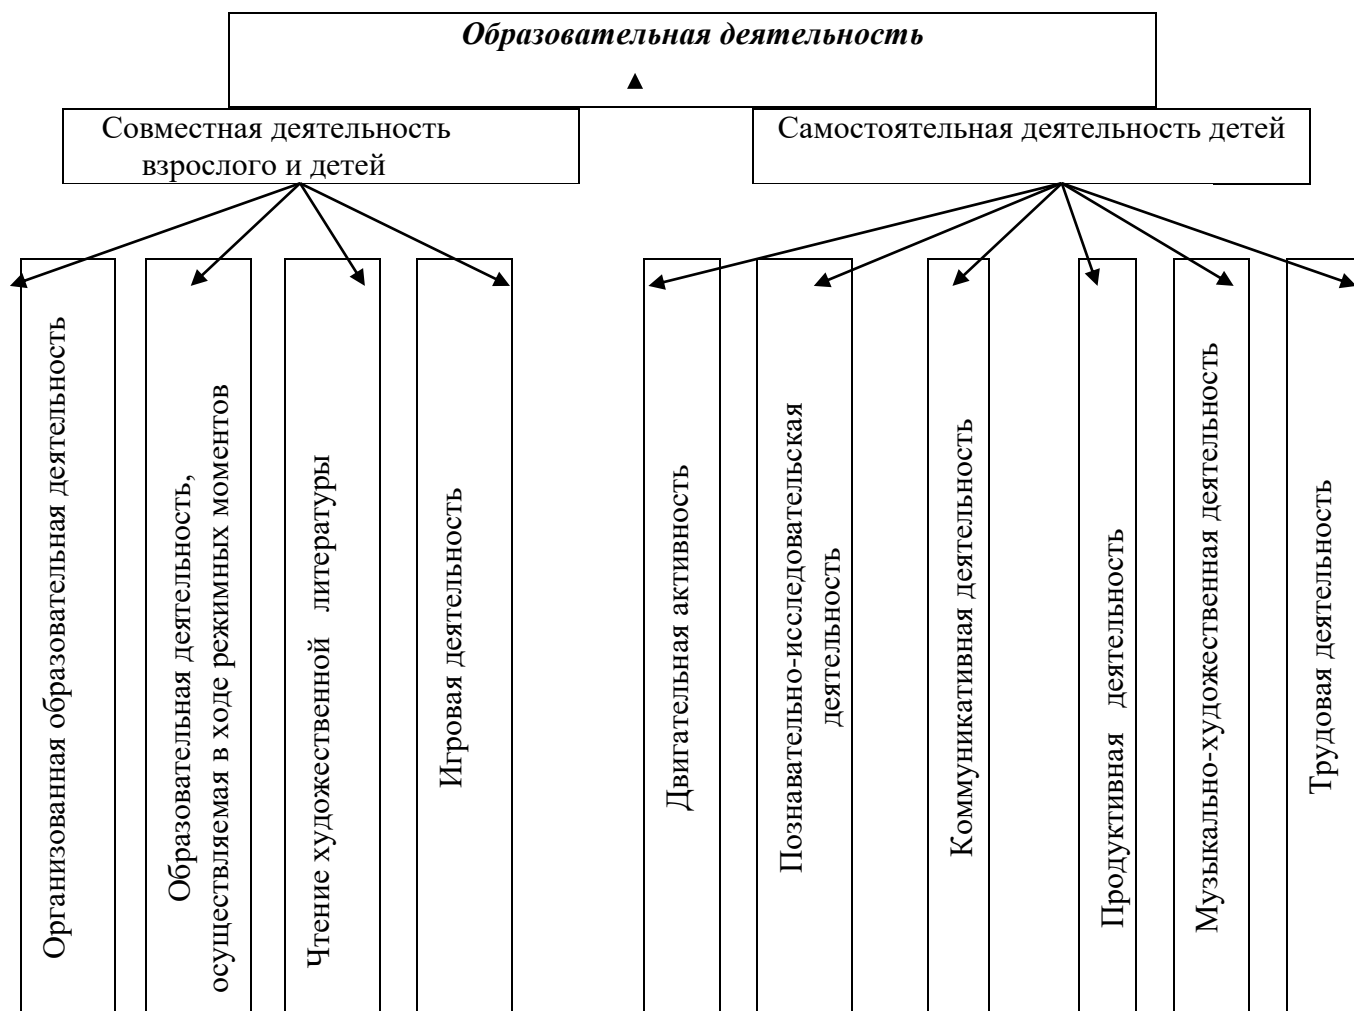 Образовательная деятельность
Совместная деятельность
взрослого и детей
Самостоятельная деятельность детей
Организованная образовательная деятельность
Образовательная деятельность,
осуществляемая в ходе режимных моментов
Чтение художественной литературы
Игровая деятельность
Двигательная активность
Познавательно-исследовательская
деятельность
Коммуникативная деятельность
Продуктивная деятельность
Музыкально-художественная деятельность
Трудовая деятельность